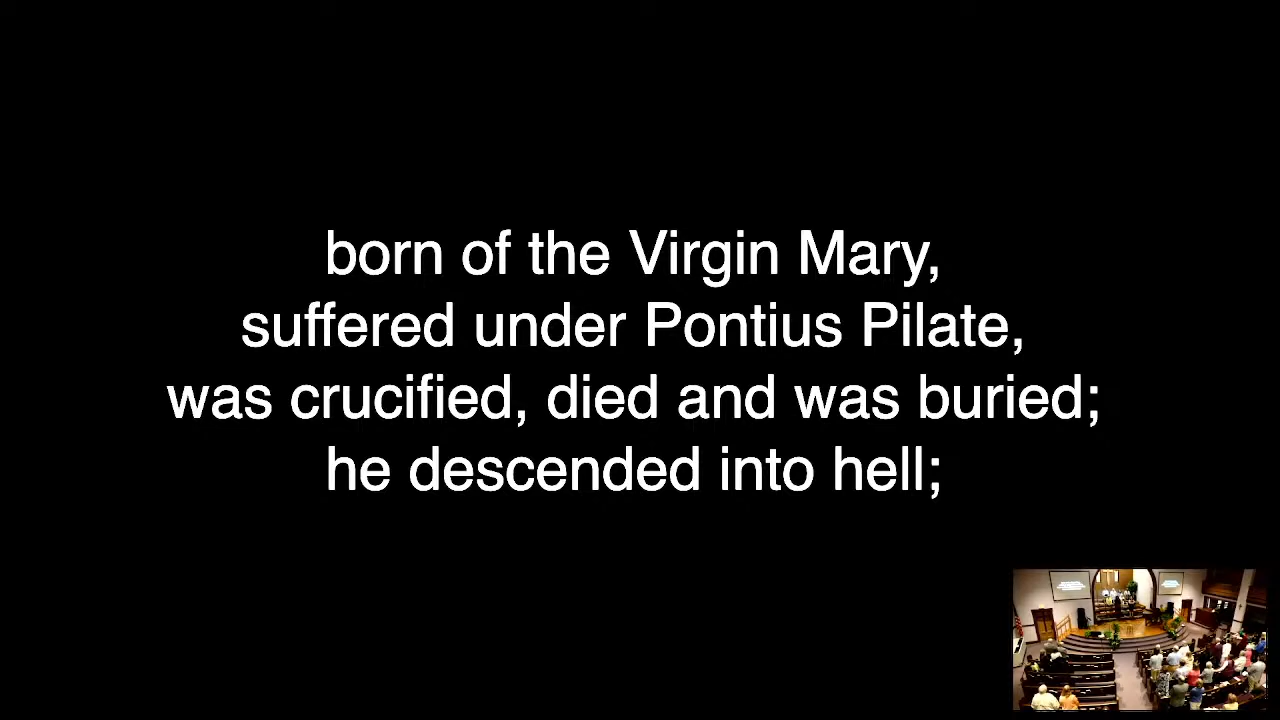 born of the Virgin Mary,
suffered under Pontius Pilate,
was crucified, died and was buried;
he descended into hell;